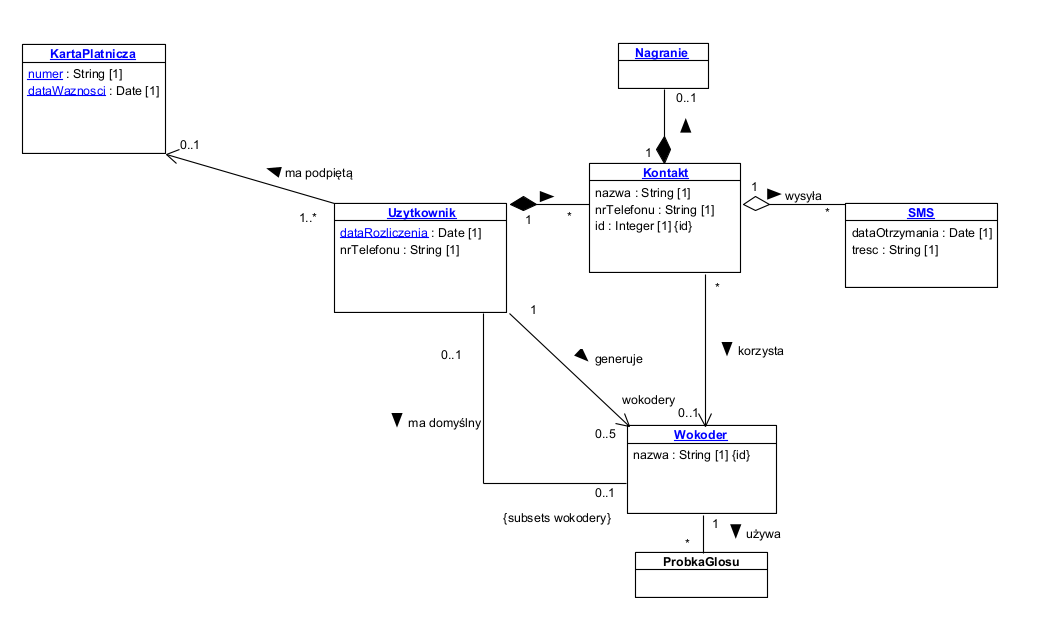 KartaPlatnicza
numer : String [1]
dataWaznosci : Date [1]
Nagranie
0..1
1
Kontakt
nazwa : String [1]
nrTelefonu : String [1]
id : Integer [1] {id}
0..1
ma podpiętą
1..*
Uzytkownik
dataRozliczenia : Date [1]
nrTelefonu : String [1]
1
*
1
wysyła
*
SMS
dataOtrzymania : Date [1]
tresc : String [1]
*
korzysta
0..1
1
generuje
wokodery
0..5
0..1
ma domyślny
0..1
{subsets wokodery}
Wokoder
nazwa : String [1] {id}
1
używa
*
ProbkaGlosu